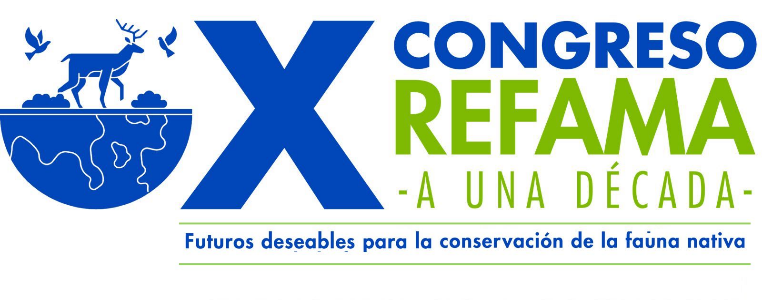 X CONGRESO
REFAMA
-A UNA DÉCADA-
Futuros deseables para la conservación de la fauna nativa